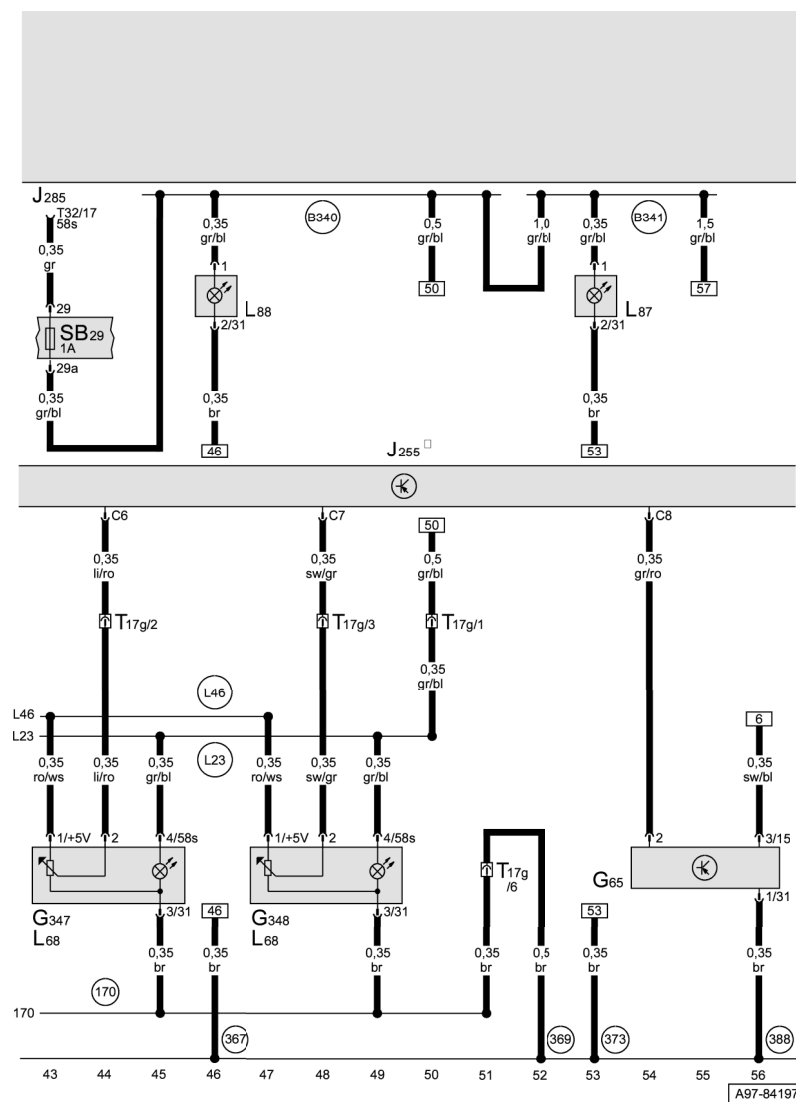 J285
T32/17
58s
0,35
gr
29
SB29
1A
29a
0,35
gr/bl
0,35
gr/bl
1
L88
2/31
0,35
br
46
B340
0,5
gr/bl
50
1,0
gr/bl
0,35
gr/bl
1
L87
2/31
0,35
br
53
B341
1,5
gr/bl
57
J255
C6
C7
50
C8
0,35
li/ro
0,35
sw/gr
0,5
gr/bl
0,35
gr/ro
T17g/2
T17g/3
T17g/1
0,35
gr/bl
L46
L46
L23
L23
6
0,35
ro/ws
0,35
li/ro
0,35
gr/bl
0,35
ro/ws
0,35
sw/gr
0,35
gr/bl
0,35
sw/bl
1/+5V
2
4/58s
1/+5V
2
4/58s
2
3/15
T17g
/6
G65
1/31
G347
L68
3/31
46
G348
L68
3/31
53
0,35
br
0,35
br
0,35
br
0,35
br
0,5
br
0,35
br
0,35
br
170
170
367
369
373
388
43 44 45 46 47 48 49 50 51 52 53 54 55 56
A97-84197